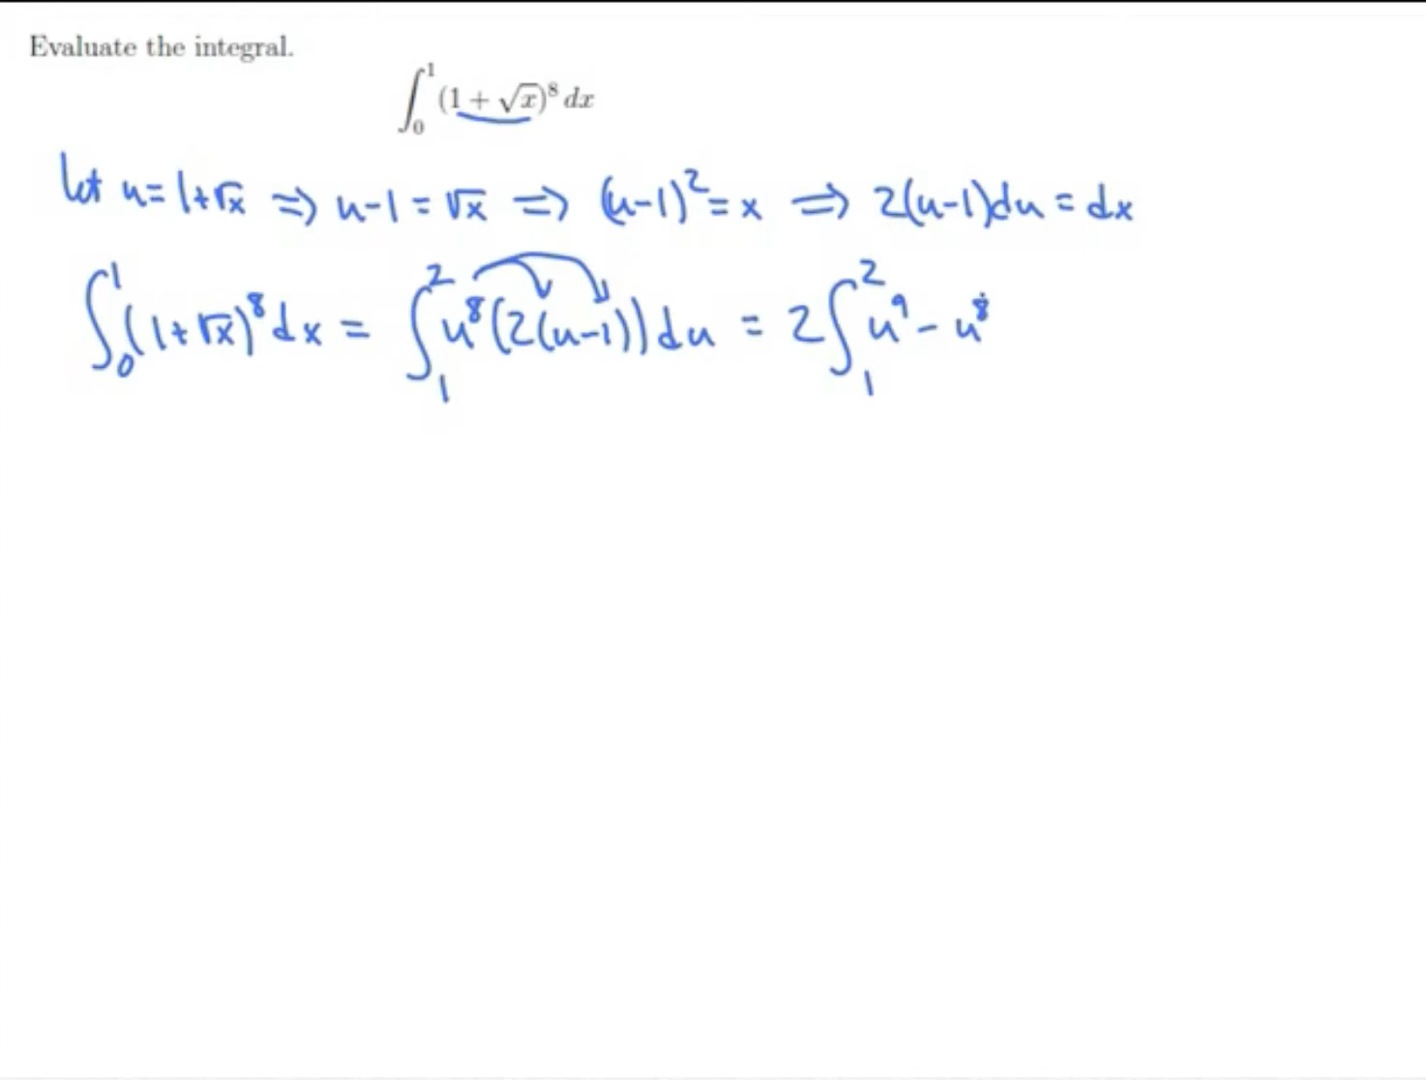 Evaluate the integral.
∫₀¹ (1 + √x)⁸ dx
let u = 1+√x ⇒ u-1 = √x ⇒ (u-1)² = x ⇒ 2(u-1)du = dx
∫₀¹ (1+√x)⁸ dx = ∫₁² u⁸(2(u-1))du = 2∫₁² u⁹ - u⁸